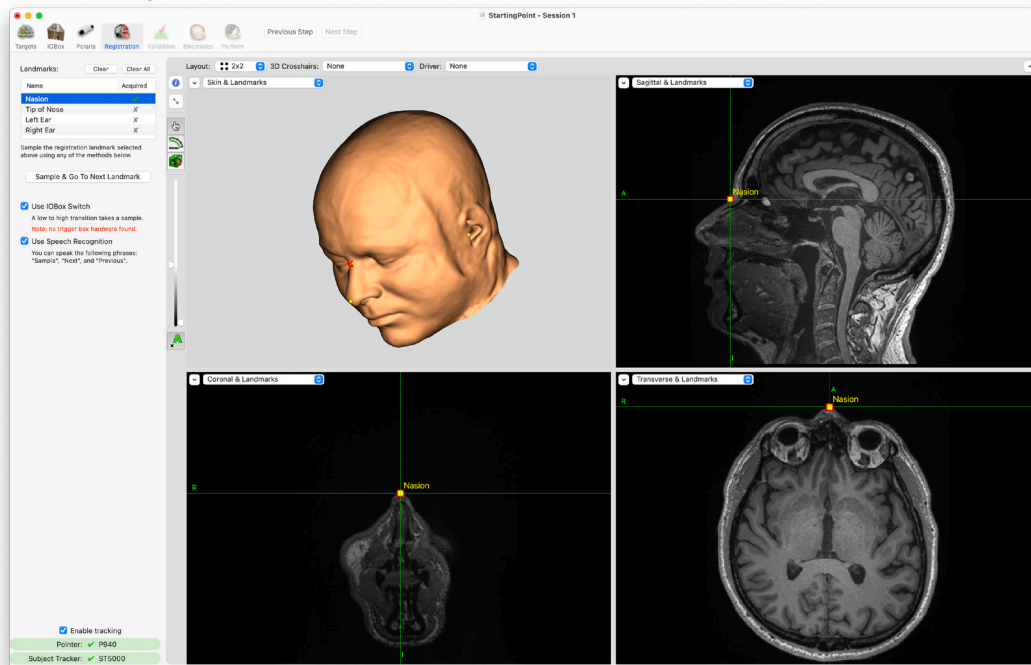 StartingPoint - Session 1
Targets IOBox Polaris Registration Validation Electrodes Perform Previous Step Next Step
Layout: 2x2 3D Crosshairs: None Driver: None
Landmarks: Clear Clear All
Name Acquired
Nasion ✔
Tip of Nose ✘
Left Ear ✘
Right Ear ✘
Sample the registration landmark selected
above using any of the methods below.
Sample & Go To Next Landmark
Use IOBox Switch
A low to high transition takes a sample.
Note: no trigger box hardware found.
Use Speech Recognition
You can speak the following phrases:
"Sample", "Next", and "Previous".
Enable tracking
Pointer: ✔ P940
Subject Tracker: ✔ ST5000
Skin & Landmarks
A
Sagittal & Landmarks
A
Nasion
I
Coronal & Landmarks
R
Nasion
I
Transverse & Landmarks
A
R
Nasion